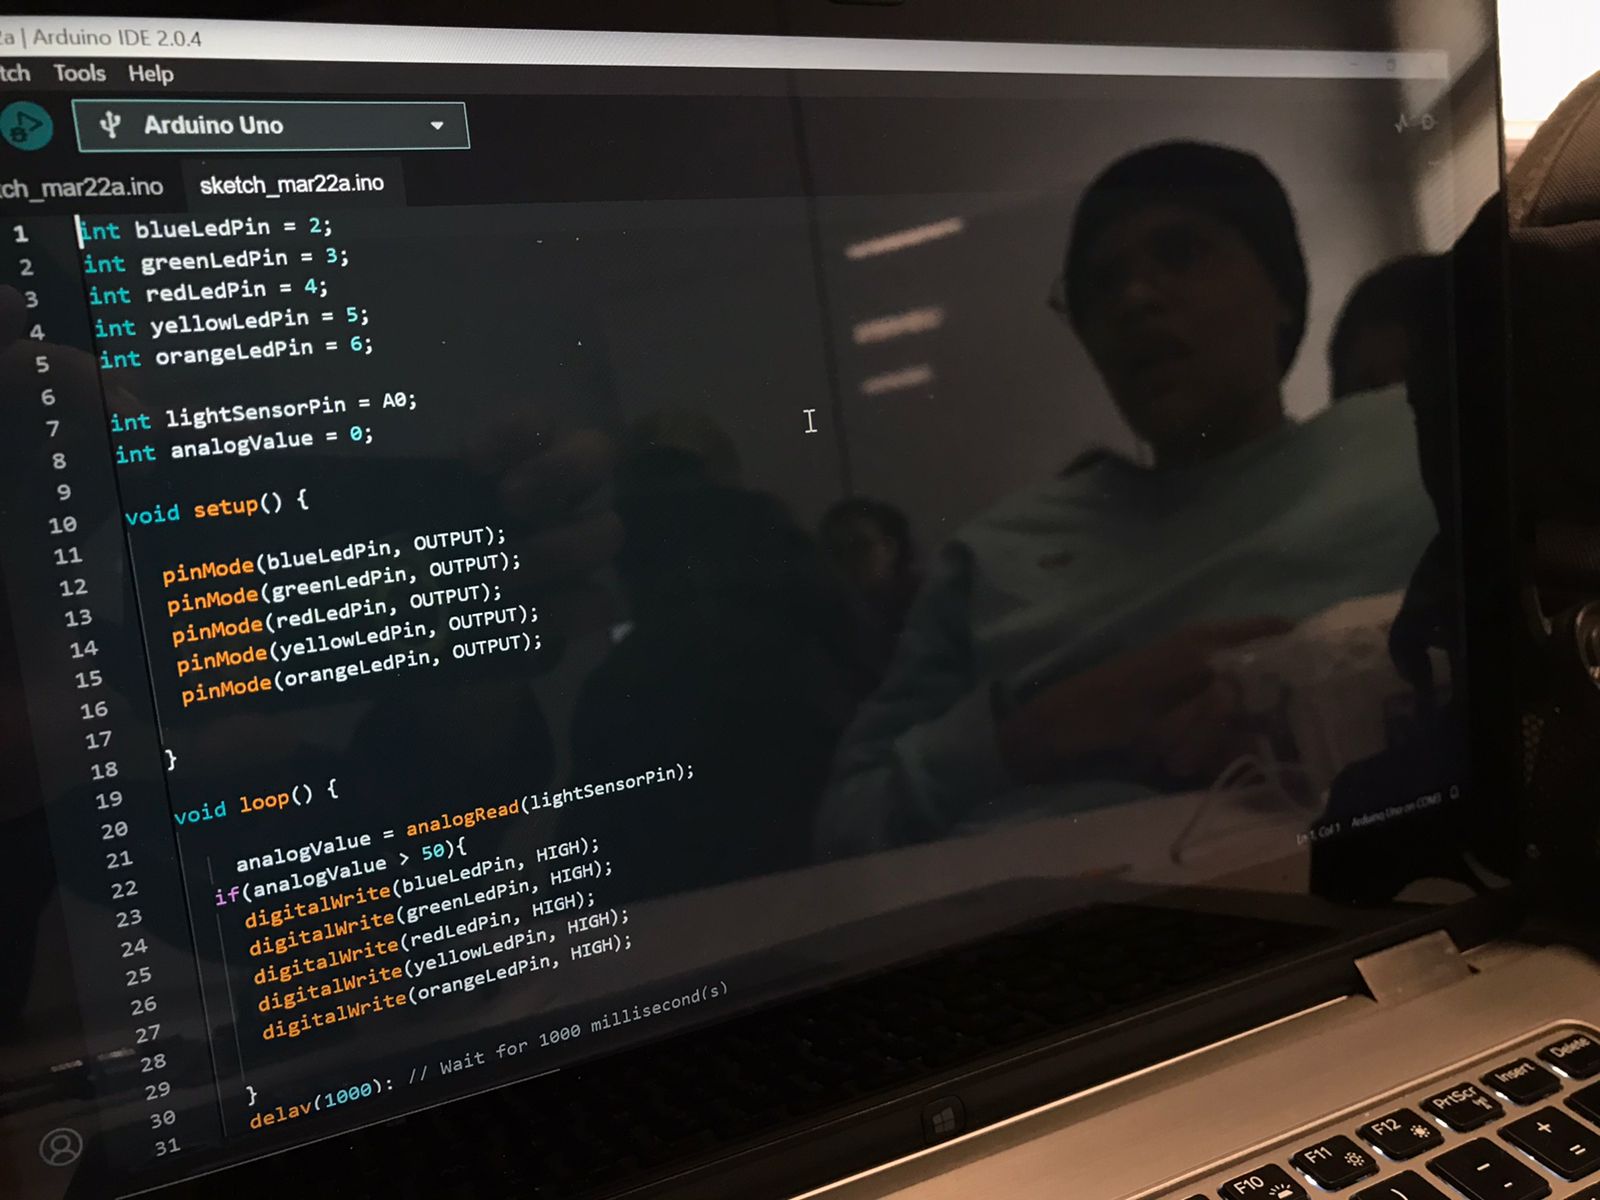 2a | Arduino IDE 2.0.4
tch Tools Help
Arduino Uno
tch_mar22a.ino sketch_mar22a.ino
1 int blueLedPin = 2;
2 int greenLedPin = 3;
3 int redLedPin = 4;
4 int yellowLedPin = 5;
5 int orangeLedPin = 6;
6
7 int lightSensorPin = A0;
8 int analogValue = 0;
9
10 void setup() {
11
12 pinMode(blueLedPin, OUTPUT);
13 pinMode(greenLedPin, OUTPUT);
14 pinMode(redLedPin, OUTPUT);
15 pinMode(yellowLedPin, OUTPUT);
16 pinMode(orangeLedPin, OUTPUT);
17
18 }
19
20 void loop() {
21
22 analogValue = analogRead(lightSensorPin);
23 if(analogValue > 50){
24 digitalWrite(blueLedPin, HIGH);
25 digitalWrite(greenLedPin, HIGH);
26 digitalWrite(redLedPin, HIGH);
27 digitalWrite(yellowLedPin, HIGH);
28 digitalWrite(orangeLedPin, HIGH);
29
30 }
31 delay(1000); // Wait for 1000 millisecond(s)
Ln 1, Col 1 Arduino Uno on COM3
F10 F11 F12 PrtScr Insert Delete
- + =